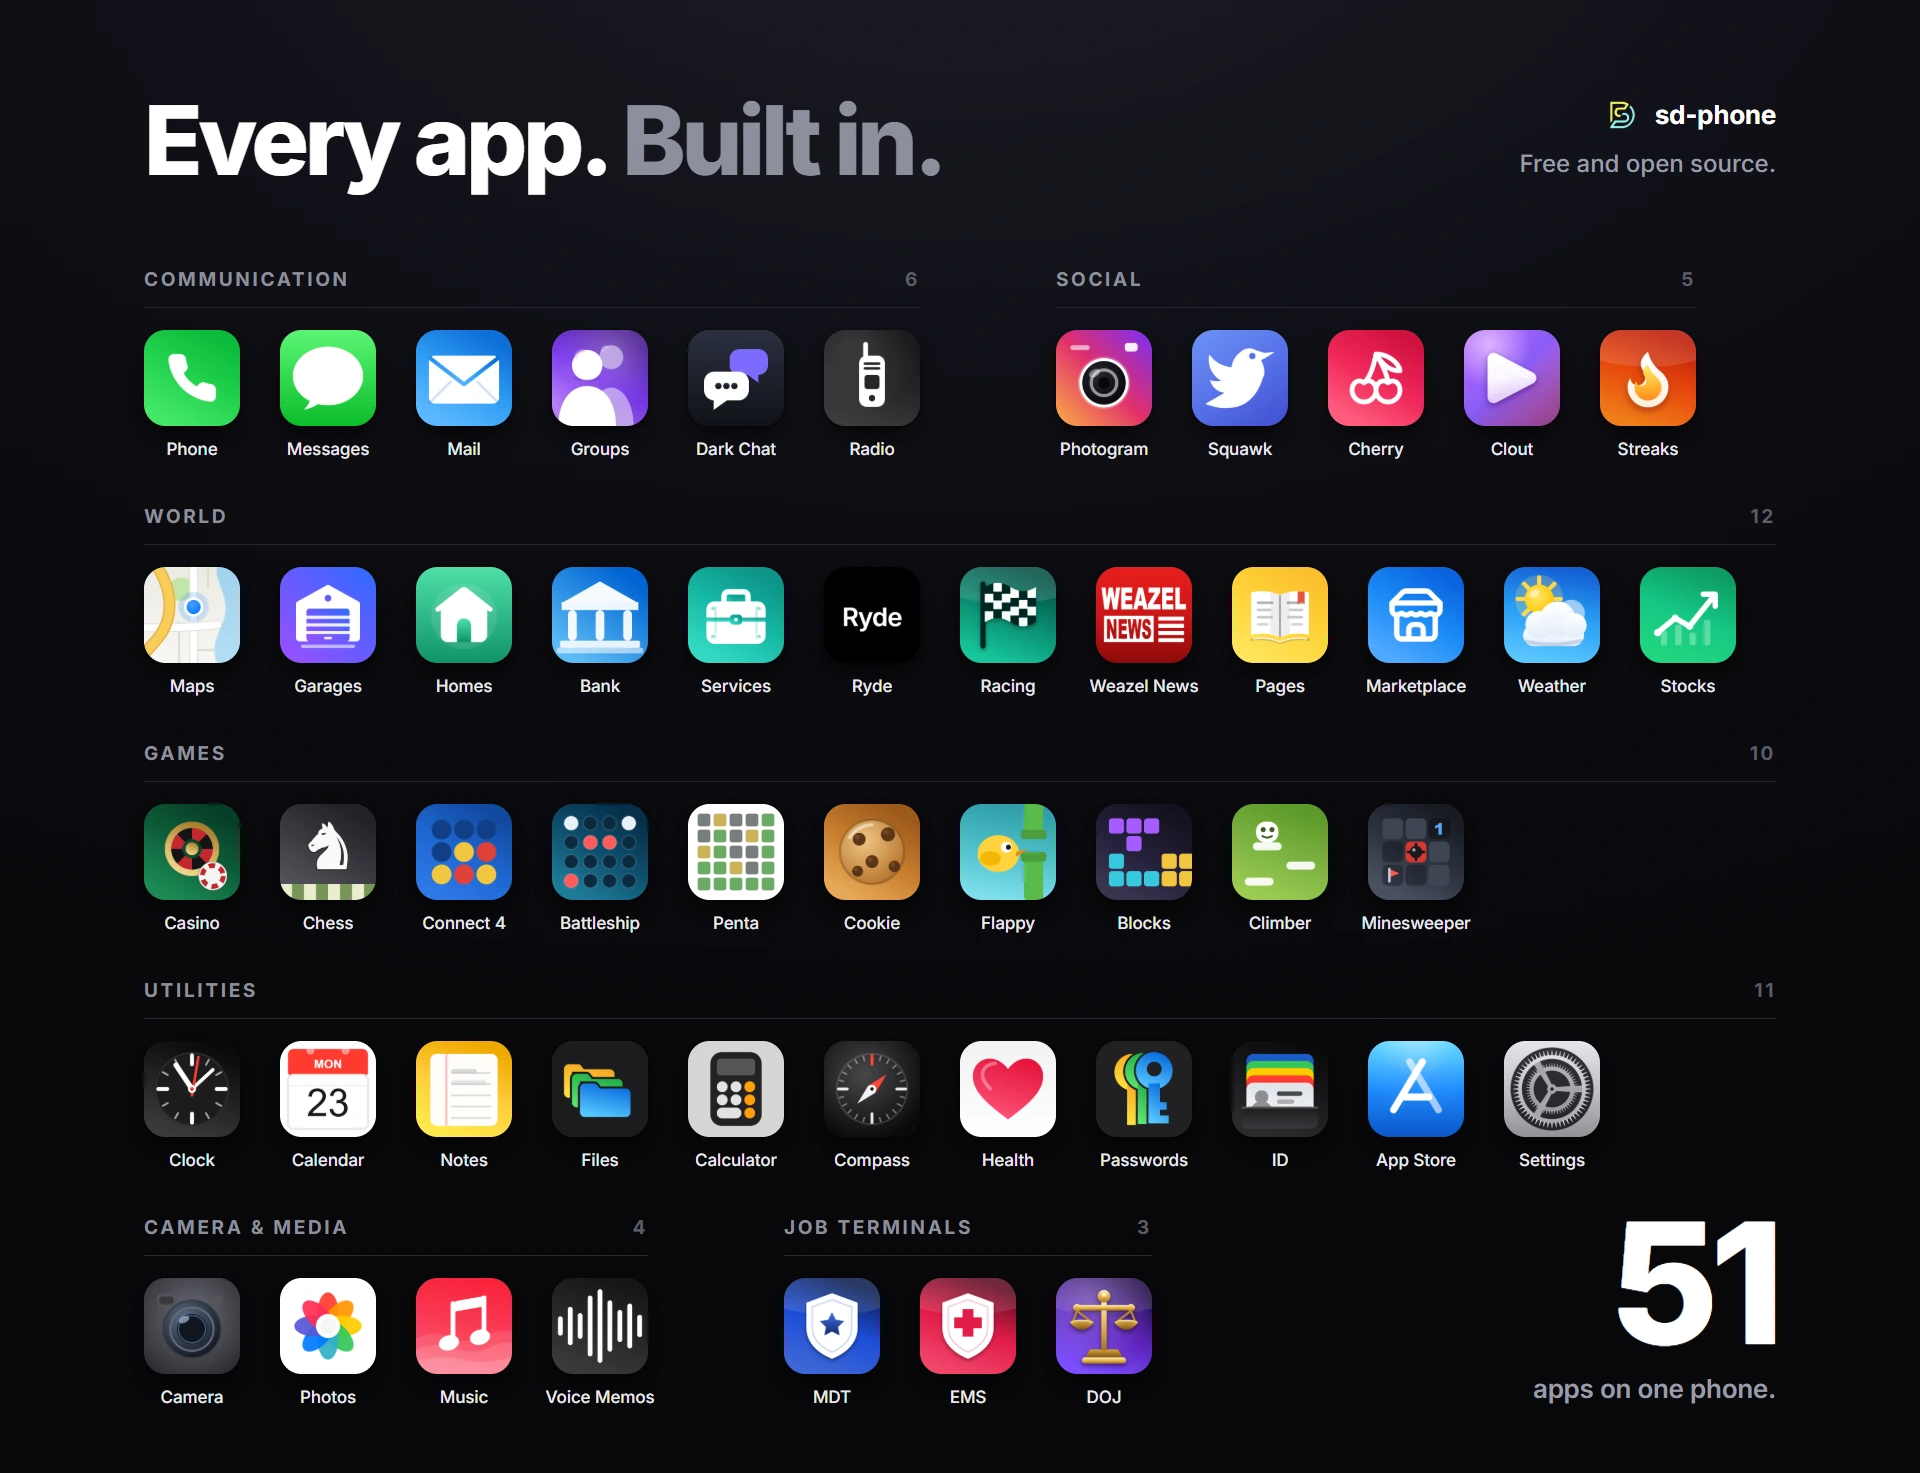 Every app. Built in.
sd-phone
Free and open source.
COMMUNICATION 6
Phone Messages Mail Groups Dark Chat Radio
SOCIAL 5
Photogram Squawk Cherry Clout Streaks
WORLD 12
Ryde
WEAZEL
NEWS
Maps Garages Homes Bank Services Ryde Racing Weazel News Pages Marketplace Weather Stocks
GAMES 10
1
Casino Chess Connect 4 Battleship Penta Cookie Flappy Blocks Climber Minesweeper
UTILITIES 11
MON
23
Clock Calendar Notes Files Calculator Compass Health Passwords ID App Store Settings
CAMERA & MEDIA 4
Camera Photos Music Voice Memos
JOB TERMINALS 3
MDT EMS DOJ
51
apps on one phone.